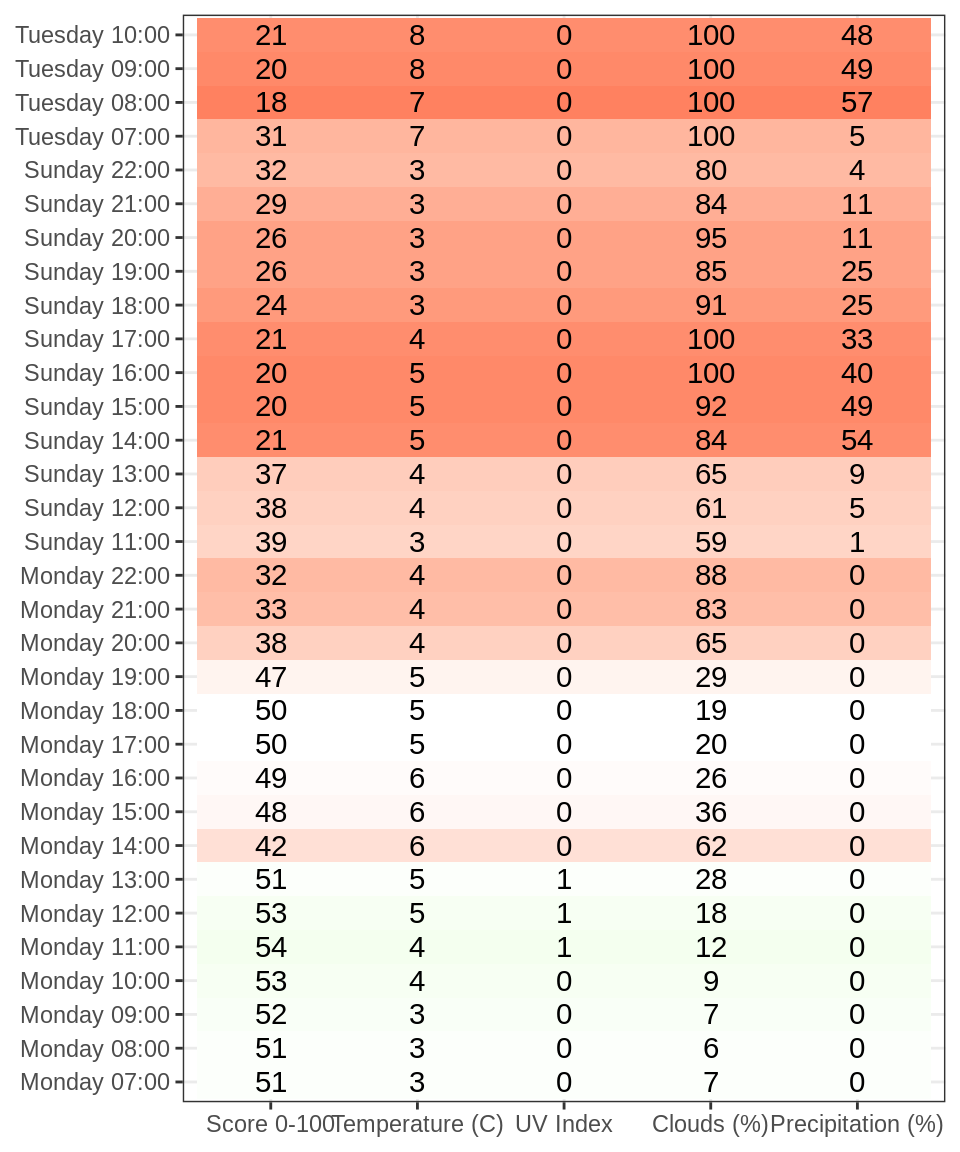 Tuesday 10:00 21 8 0 100 48
Tuesday 09:00 20 8 0 100 49
Tuesday 08:00 18 7 0 100 57
Tuesday 07:00 31 7 0 100 5
Sunday 22:00 32 3 0 80 4
Sunday 21:00 29 3 0 84 11
Sunday 20:00 26 3 0 95 11
Sunday 19:00 26 3 0 85 25
Sunday 18:00 24 3 0 91 25
Sunday 17:00 21 4 0 100 33
Sunday 16:00 20 5 0 100 40
Sunday 15:00 20 5 0 92 49
Sunday 14:00 21 5 0 84 54
Sunday 13:00 37 4 0 65 9
Sunday 12:00 38 4 0 61 5
Sunday 11:00 39 3 0 59 1
Monday 22:00 32 4 0 88 0
Monday 21:00 33 4 0 83 0
Monday 20:00 38 4 0 65 0
Monday 19:00 47 5 0 29 0
Monday 18:00 50 5 0 19 0
Monday 17:00 50 5 0 20 0
Monday 16:00 49 6 0 26 0
Monday 15:00 48 6 0 36 0
Monday 14:00 42 6 0 62 0
Monday 13:00 51 5 1 28 0
Monday 12:00 53 5 1 18 0
Monday 11:00 54 4 1 12 0
Monday 10:00 53 4 0 9 0
Monday 09:00 52 3 0 7 0
Monday 08:00 51 3 0 6 0
Monday 07:00 51 3 0 7 0
Score 0-100 Temperature (C) UV Index Clouds (%) Precipitation (%)